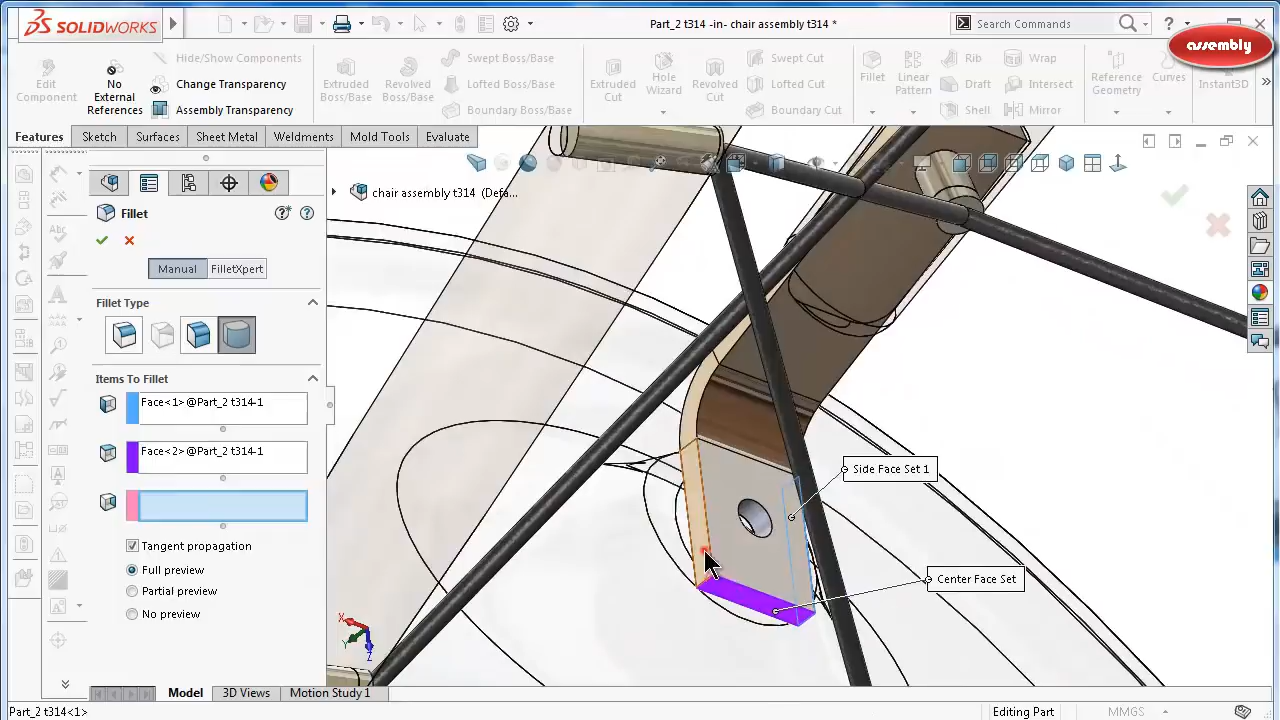 SOLIDWORKS
Part_2 t314 -in- chair assembly t314 *
Search Commands
?
assembly
Edit
Component
No
External
References
Hide/Show Components
Change Transparency
Assembly Transparency
Extruded
Boss/Base
Revolved
Boss/Base
Swept Boss/Base
Lofted Boss/Base
Boundary Boss/Base
Extruded
Cut
Hole
Wizard
Revolved
Cut
Swept Cut
Lofted Cut
Boundary Cut
Fillet
Linear
Pattern
Rib
Draft
Shell
Wrap
Intersect
Mirror
Reference
Geometry
Curves
Instant3D
Features
Sketch
Surfaces
Sheet Metal
Weldments
Mold Tools
Evaluate
chair assembly t314 (Defa...
Fillet
Manual
FilletXpert
Fillet Type
Items To Fillet
Face<1>@Part_2 t314-1
Face<2>@Part_2 t314-1
Tangent propagation
Full preview
Partial preview
No preview
Side Face Set 1
Center Face Set
X
Y
Z
Model
3D Views
Motion Study 1
Part_2 t314<1>
Editing Part
MMGS